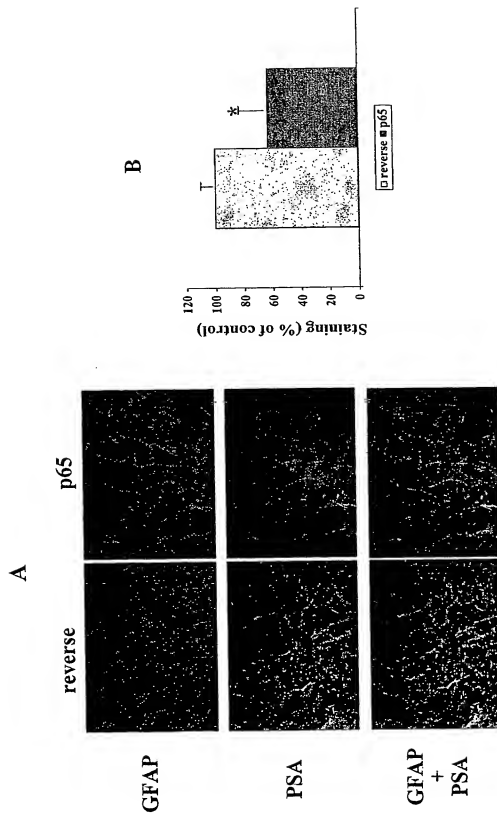 A
reverse p65
GFAP
PSA
GFAP
+
PSA
B
Staining (% of control)
120
100
80
60
40
20
0
*
reverse p65